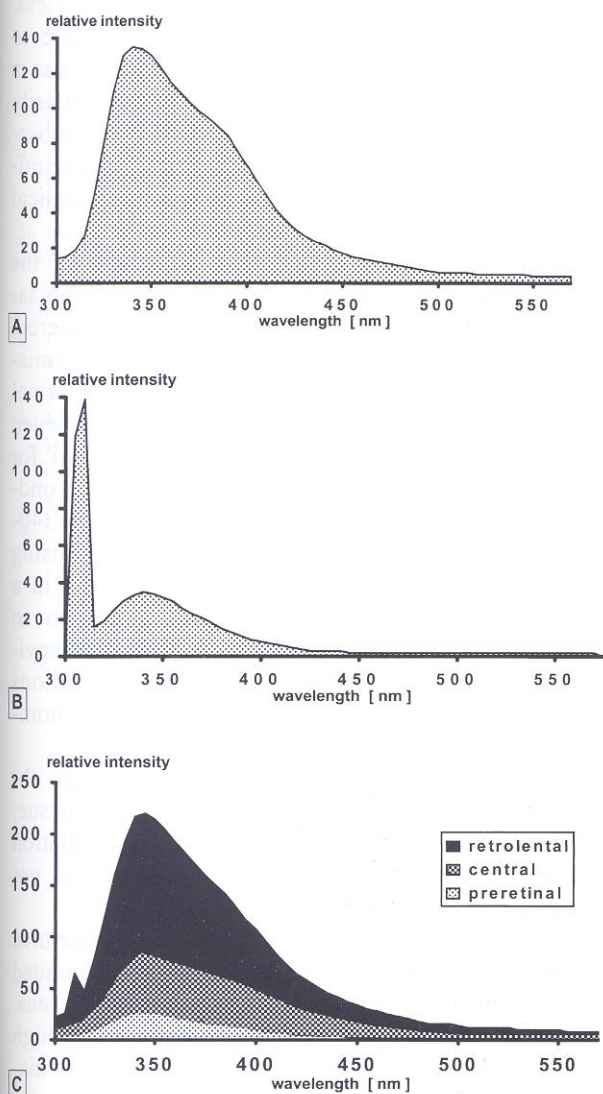 relative intensity
140
120
100
80
60
40
20
0
300 350 400 450 500 550
wavelength [ nm ]
A
relative intensity
140
120
100
80
60
40
20
0
300 350 400 450 500 550
wavelength [ nm ]
B
relative intensity
250
200
150
100
50
0
retrolental
central
preretinal
300 350 400 450 500 550
wavelength [ nm ]
C